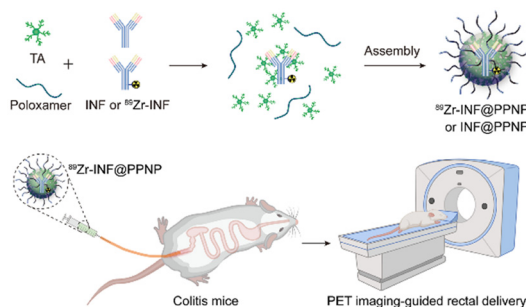 TA
+
Poloxamer
INF or ⁸⁹Zr-INF
Assembly
⁸⁹Zr-INF@PPNP
or INF@PPNP
⁸⁹Zr-INF@PPNP
Colitis mice
PET imaging-guided rectal delivery